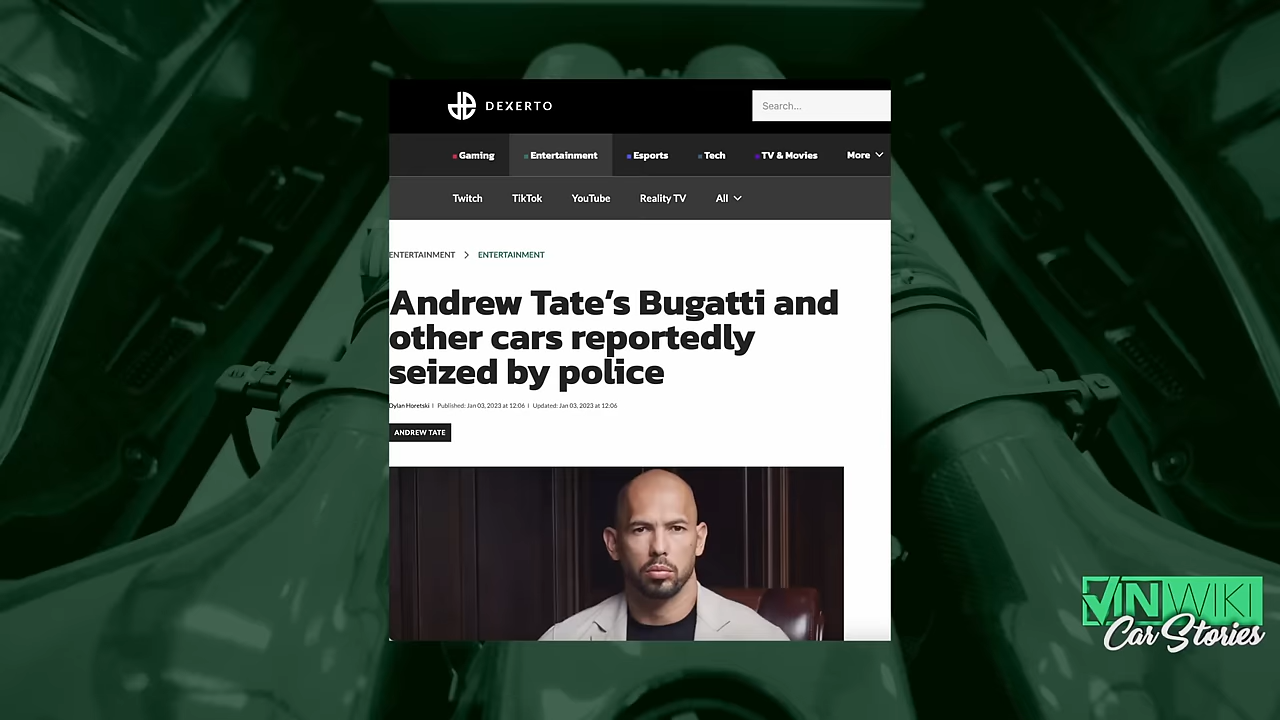 DEXERTO
Search...
Gaming Entertainment Esports Tech TV & Movies More
Twitch TikTok YouTube Reality TV All
ENTERTAINMENT > ENTERTAINMENT
Andrew Tate’s Bugatti and
other cars reportedly
seized by police
Dylan Horetski | Published: Jan 03, 2023 at 12:06 | Updated: Jan 03, 2023 at 12:06
ANDREW TATE
VINWIKI
Car Stories